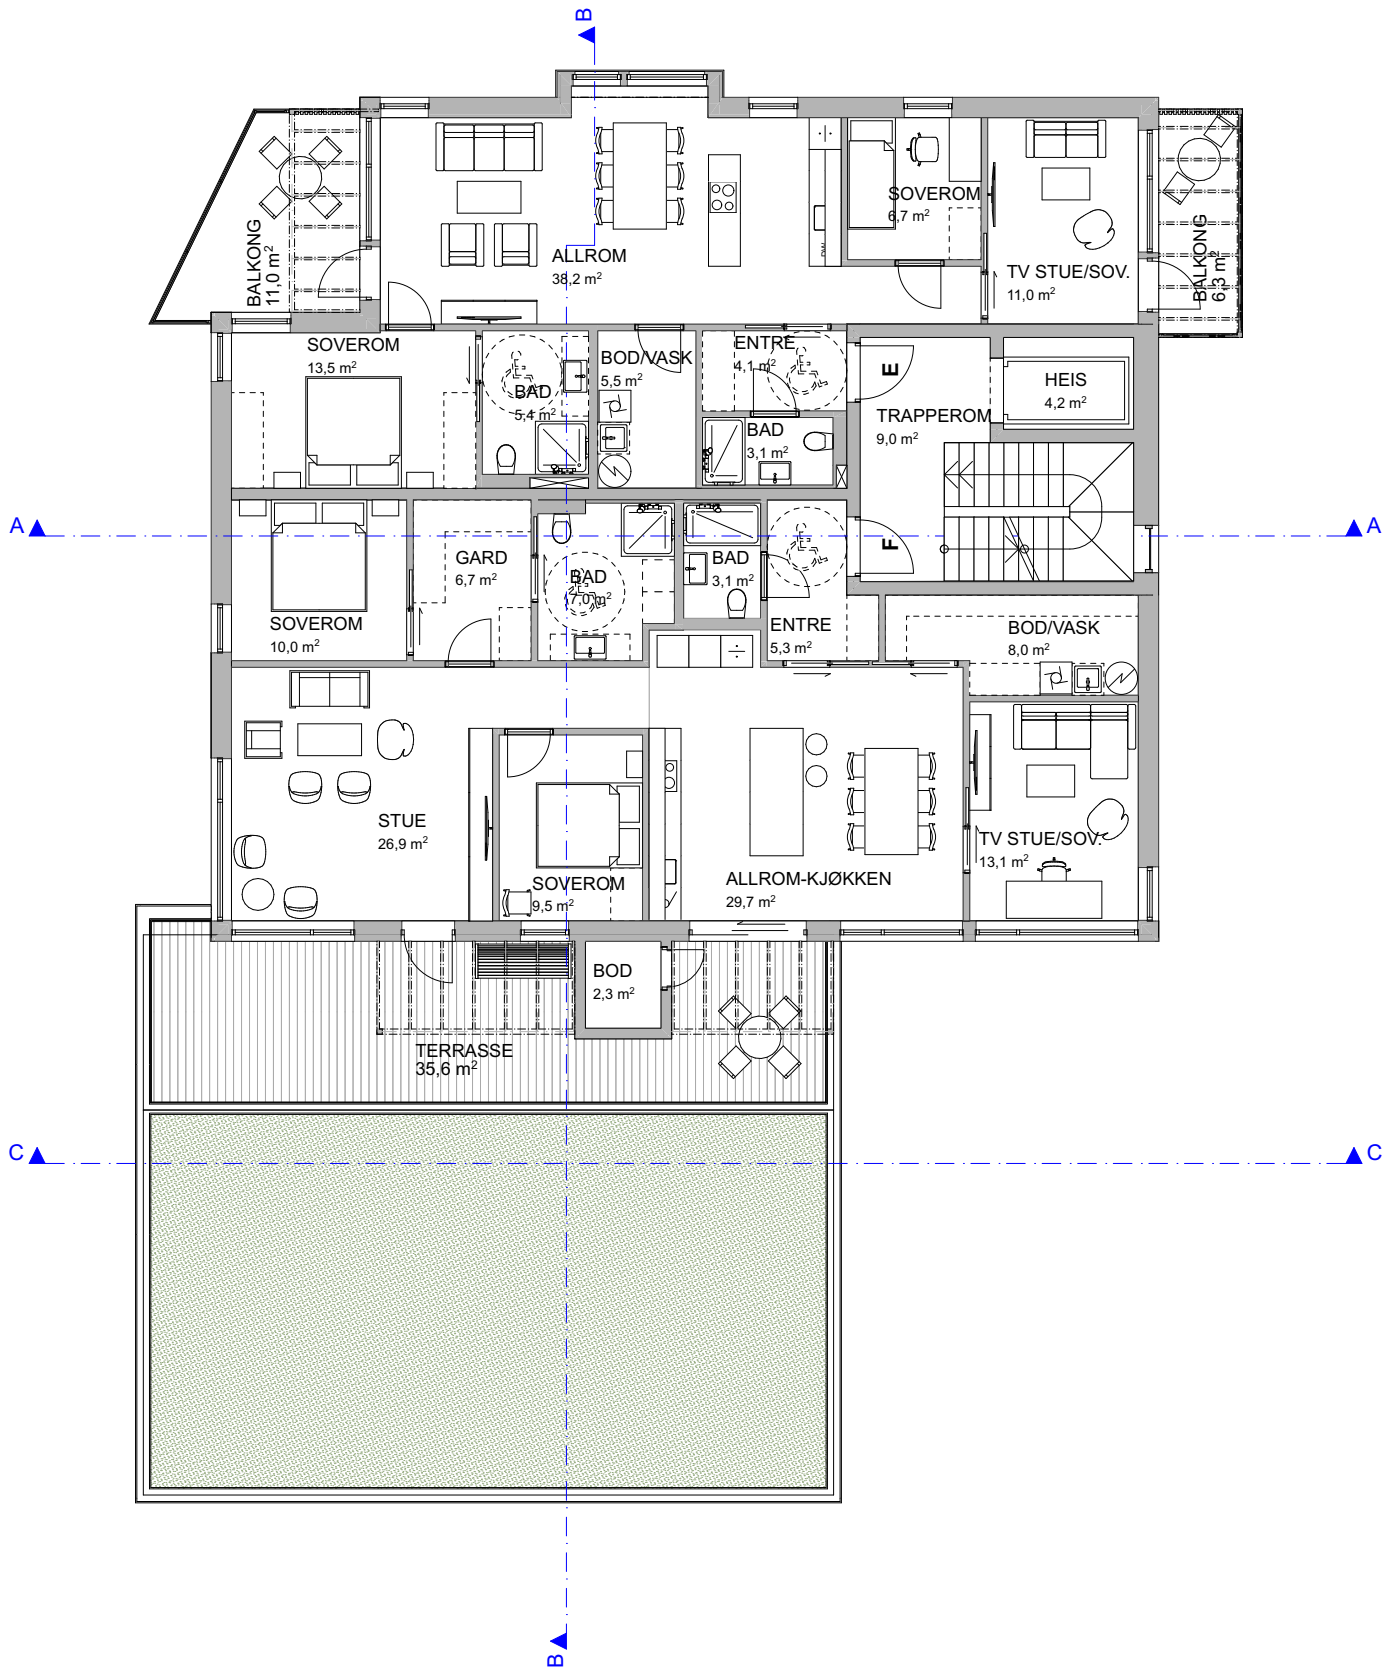 B
BALKONG
11,0 m²
ALLROM
38,2 m²
DW
SOVEROM
6,7 m²
TV STUE/SOV.
11,0 m²
BALKONG
6,3 m²
SOVEROM
13,5 m²
BAD
5,4 m²
BOD/VASK
5,5 m²
ENTRE
4,1 m²
BAD
3,1 m²
E
TRAPPEROM
9,0 m²
HEIS
4,2 m²
A
A
SOVEROM
10,0 m²
GARD
6,7 m²
BAD
7,0 m²
BAD
3,1 m²
F
ENTRE
5,3 m²
BOD/VASK
8,0 m²
STUE
26,9 m²
SOVEROM
9,5 m²
ALLROM-KJØKKEN
29,7 m²
TV STUE/SOV.
13,1 m²
BOD
2,3 m²
TERRASSE
35,6 m²
C
C
B